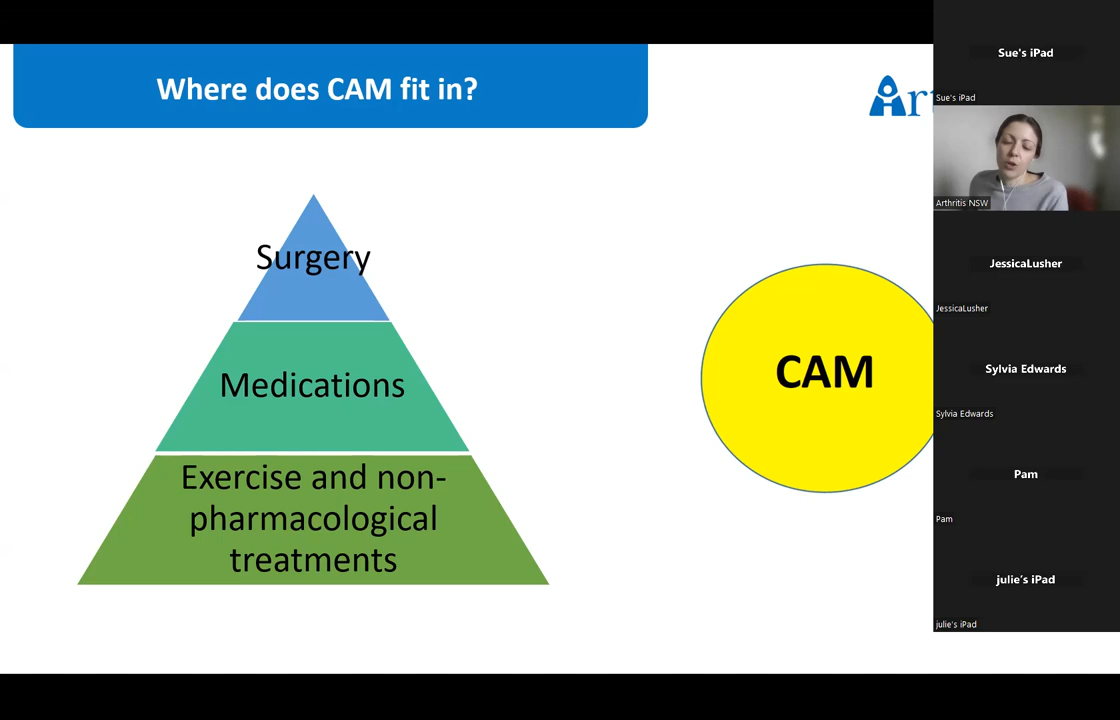 Where does CAM fit in?
Surgery
Medications
Exercise and non-
pharmacological
treatments
CAM
Sue's iPad
Sue's iPad
Arthritis NSW
JessicaLusher
JessicaLusher
Sylvia Edwards
Sylvia Edwards
Pam
Pam
julie's iPad
julie's iPad